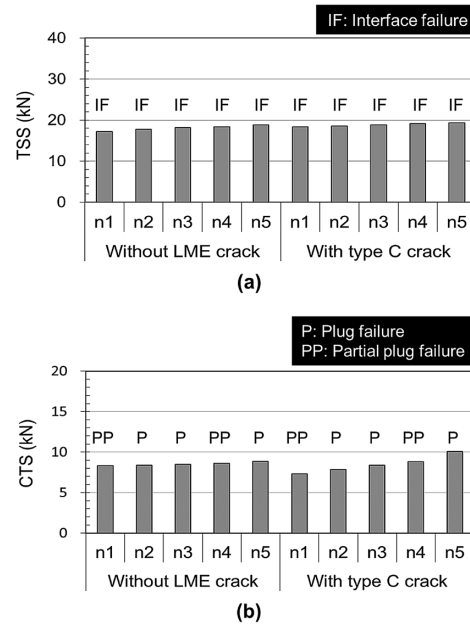 IF: Interface failure
40
30
20
10
0
TSS (kN)
IF IF IF IF IF IF IF IF IF IF
n1 n2 n3 n4 n5 n1 n2 n3 n4 n5
Without LME crack With type C crack
(a)
P: Plug failure
PP: Partial plug failure
20
15
10
5
0
CTS (kN)
PP P P PP P PP P P PP P
n1 n2 n3 n4 n5 n1 n2 n3 n4 n5
Without LME crack With type C crack
(b)